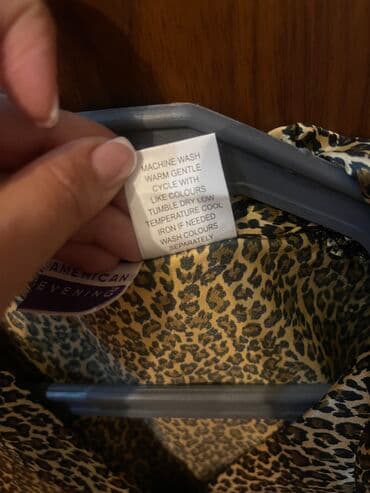 MACHINE WASH
WARM GENTLE
CYCLE WITH
LIKE COLOURS
TUMBLE DRY LOW
TEMPERATURE COOL
IRON IF NEEDED
WASH COLOURS
SEPARATELY
AMERICAN
EVENING